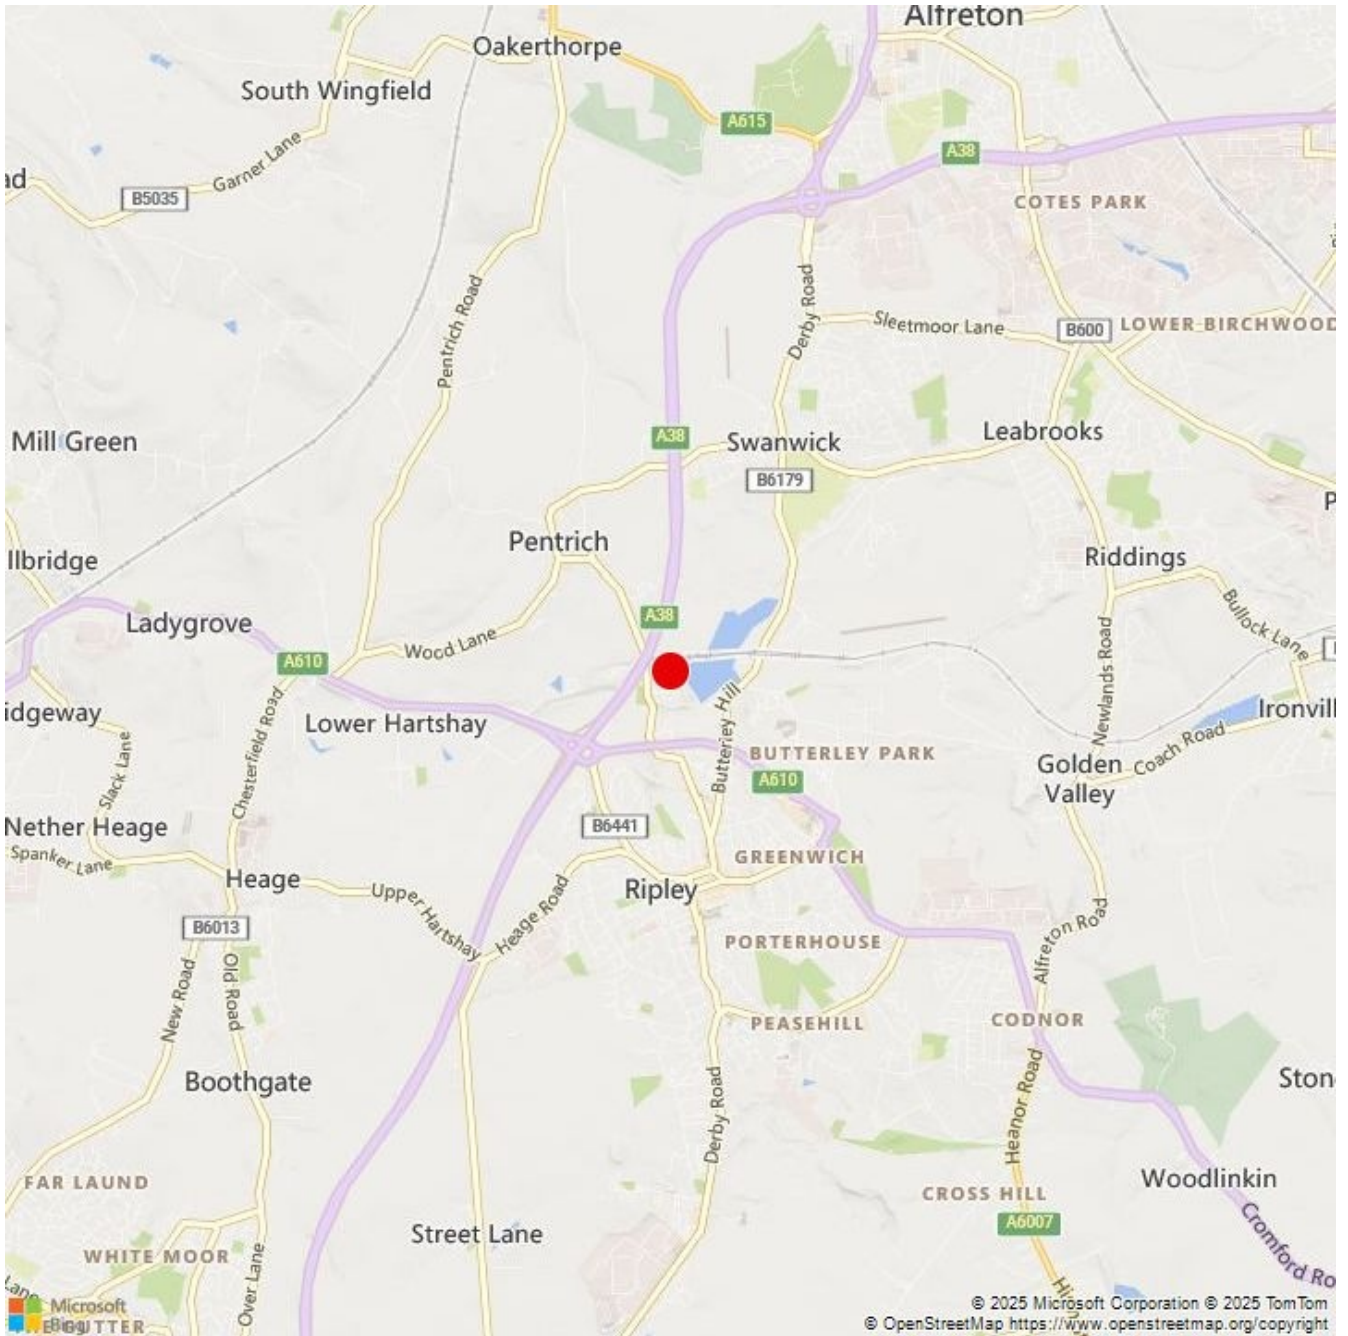 Alfreton
Oakerthorpe
South Wingfield
A615
Garner Lane
A38
ad
B5035
COTES PARK
Derby Road
Pentrich Road
Sleetmoor Lane
B600
LOWER BIRCHWOOD
Mill Green
A38
Swanwick
Leabrooks
B6179
P
Pentrich
Riddings
llbridge
Bullock Lane
Ladygrove
A38
Wood Lane
A610
Newlands Road
idgeway
Chesterfield Road
Lower Hartshay
Butterley Hill
Ironvill
Coach Road
BUTTERLEY PARK
Golden
Valley
A610
Slack Lane
Nether Heage
B6441
Spanker Lane
GREENWICH
Heage
Upper Hartshay
Heage Road
Ripley
B6013
PORTERHOUSE
Alfreton Road
New Road
Old Road
PEASEHILL
CODNOR
Boothgate
Ston
Derby Road
Heanor Road
FAR LAUND
Woodlinkin
CROSS HILL
A6007
Street Lane
WHITE MOOR
Over Lane
Cromford Ro
Lane
Microsoft
Bing
GUTTER
© 2025 Microsoft Corporation © 2025 TomTom
© OpenStreetMap https://www.openstreetmap.org/copyright